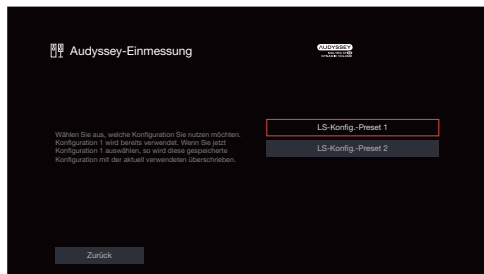 Audyssey-Einmessung
AUDYSSEY
LS-Konfig.-Preset 1
Wählen Sie aus, welche Konfiguration Sie nutzen möchten.
Konfiguration 1 wird bereits verwendet. Wenn Sie jetzt
Konfiguration 1 auswählen, so wird diese gespeicherte
Konfiguration mit der aktuell verwendeten überschrieben.
LS-Konfig.-Preset 2
Zurück